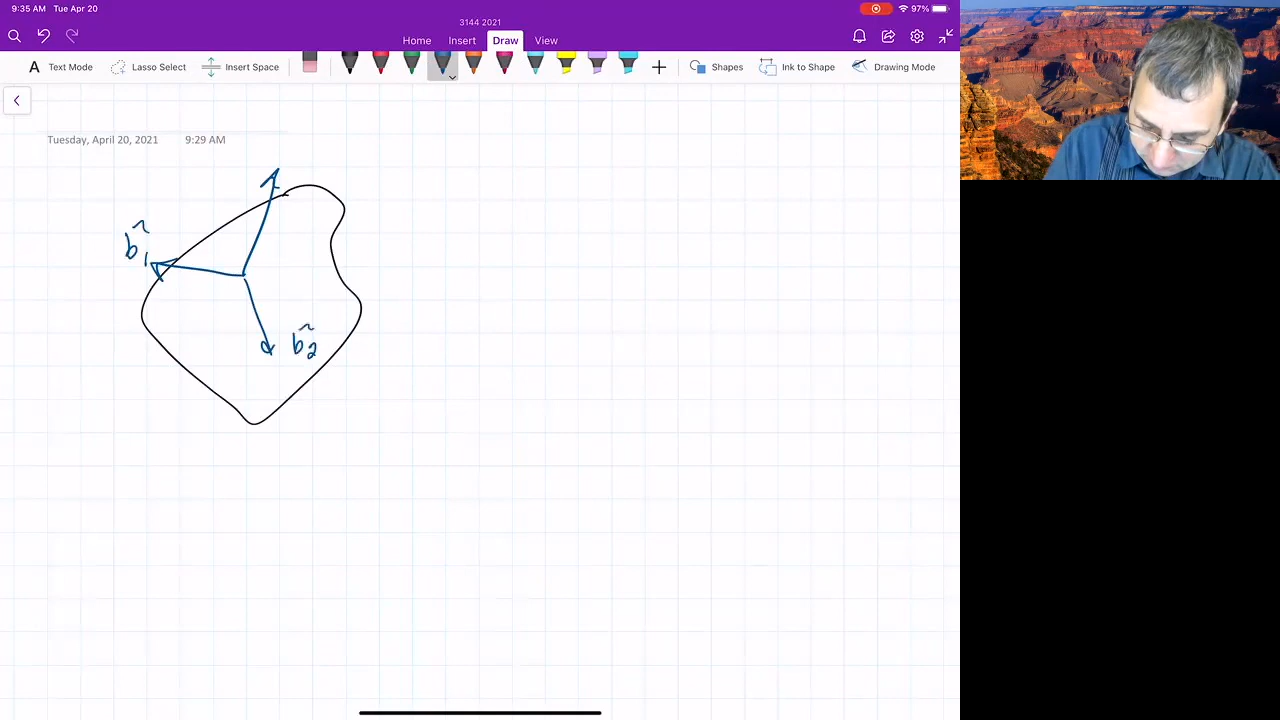 9:35 AM Tue Apr 20
97%
3144 2021
Home Insert Draw View
A Text Mode Lasso Select Insert Space Shapes Ink to Shape Drawing Mode
Tuesday, April 20, 2021 9:29 AM
b̂₁
b̂₂